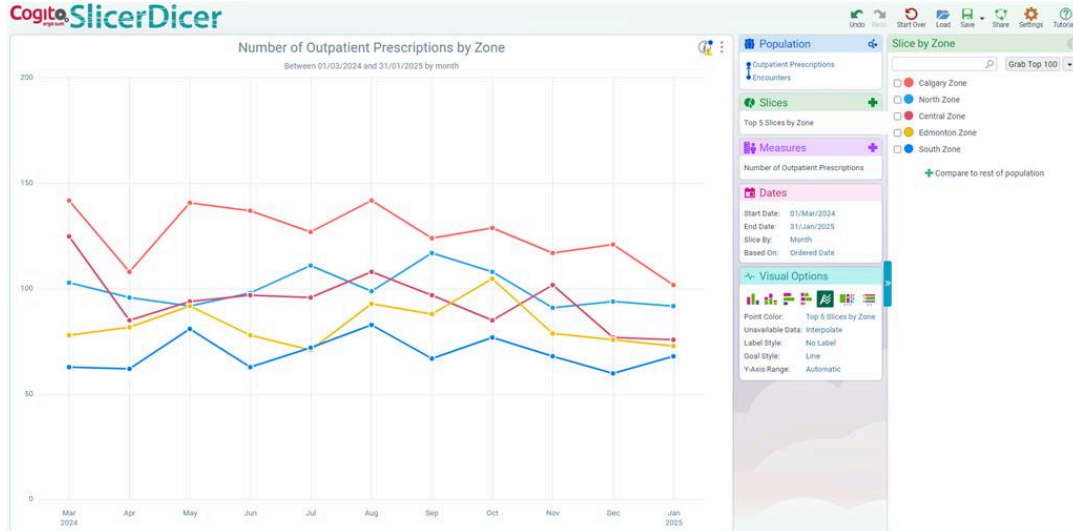 Cogito SlicerDicer
ergo sum
Undo Redo Start Over Load Save Share Settings Tutorial
Number of Outpatient Prescriptions by Zone
Between 01/03/2024 and 31/01/2025 by month
200
150
100
50
0
Mar
2024
Apr
May
Jun
Jul
Aug
Sep
Oct
Nov
Dec
Jan
2025
Population
Outpatient Prescriptions
Encounters
Slices
Top 5 Slices by Zone
Measures
Number of Outpatient Prescriptions
Dates
Start Date: 01/Mar/2024
End Date: 31/Jan/2025
Slice By: Month
Based On: Ordered Date
Visual Options
Point Color: Top 5 Slices by Zone
Unavailable Data: Interpolate
Label Style: No Label
Goal Style: Line
Y-Axis Range: Automatic
Slice by Zone
Grab Top 100
Calgary Zone
North Zone
Central Zone
Edmonton Zone
South Zone
Compare to rest of population